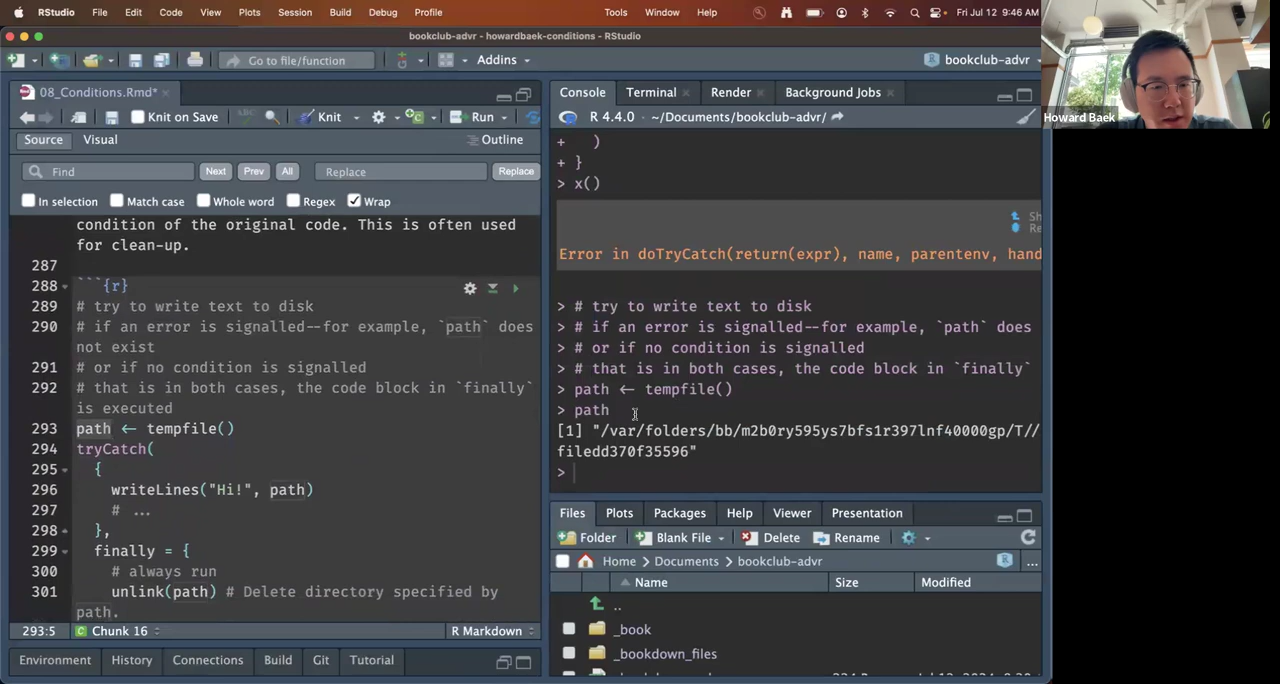 RStudio File Edit Code View Plots Session Build Debug Profile Tools Window Help Fri Jul 12 9:46 AM
bookclub-advr - howardbaek-conditions - RStudio
Go to file/function Addins bookclub-advr
08_Conditions.Rmd*
Knit on Save ABC Knit Run
Source Visual Outline
Find Next Prev All Replace Replace
In selection Match case Whole word Regex Wrap
condition of the original code. This is often used
for clean-up.
287
288 ```{r}
289 # try to write text to disk
290 # if an error is signalled--for example, `path` does
not exist
291 # or if no condition is signalled
292 # that is in both cases, the code block in `finally`
is executed
293 path <- tempfile()
294 tryCatch(
295 {
296 writeLines("Hi!", path)
297 # ...
298 },
299 finally = {
300 # always run
301 unlink(path) # Delete directory specified by
path.
293:5 Chunk 16 R Markdown
Environment History Connections Build Git Tutorial
Console Terminal Render Background Jobs
R 4.4.0 · ~/Documents/bookclub-advr/
+ )
+ }
> x()
Sh
Re
Error in doTryCatch(return(expr), name, parentenv, hand
> # try to write text to disk
> # if an error is signalled--for example, `path` does
> # or if no condition is signalled
> # that is in both cases, the code block in `finally`
> path <- tempfile()
> path
[1] "/var/folders/bb/m2b0ry595ys7bfs1r397lnf40000gp/T//
filedd370f35596"
>
Files Plots Packages Help Viewer Presentation
Folder Blank File Delete Rename
Home Documents bookclub-advr ...
Name Size Modified
..
_book
_bookdown_files
Howard Baek